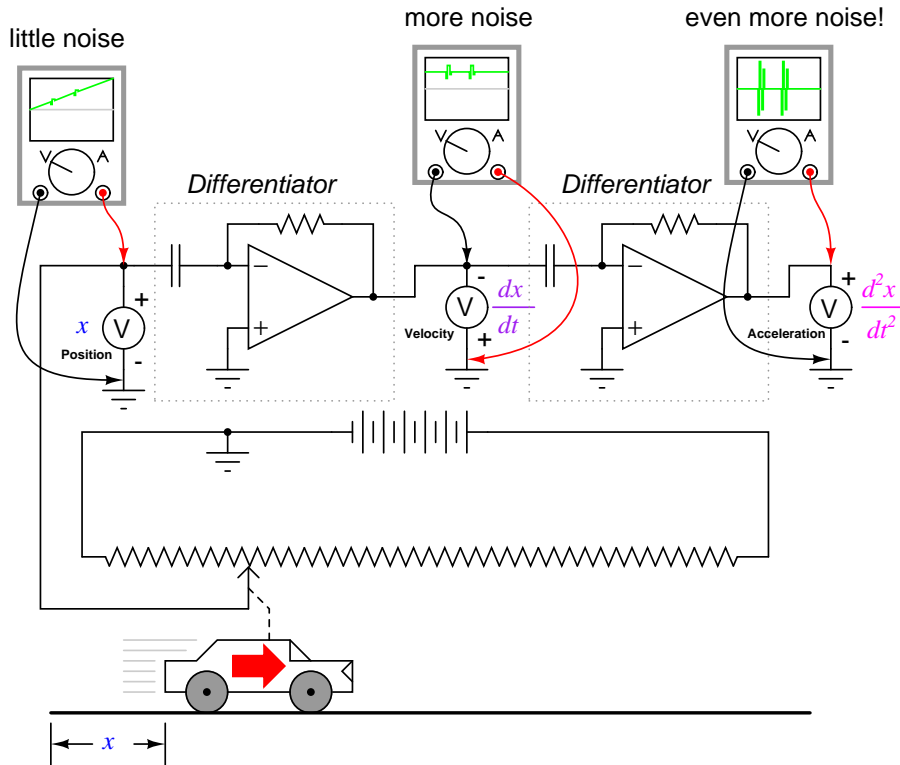 little noise
more noise
even more noise!
V A
V A
V A
Differentiator
Differentiator
−
+
−
+
x
V
+
-
Position
-
V
+
Velocity
dx
dt
+
V
-
Acceleration
d²x
dt²
x